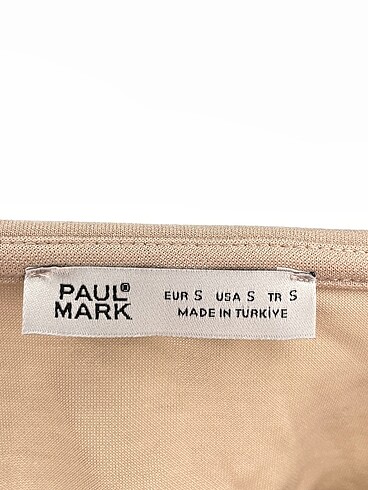 PAUL®
MARK
EUR S USA S TR S
MADE IN TÜRKİYE